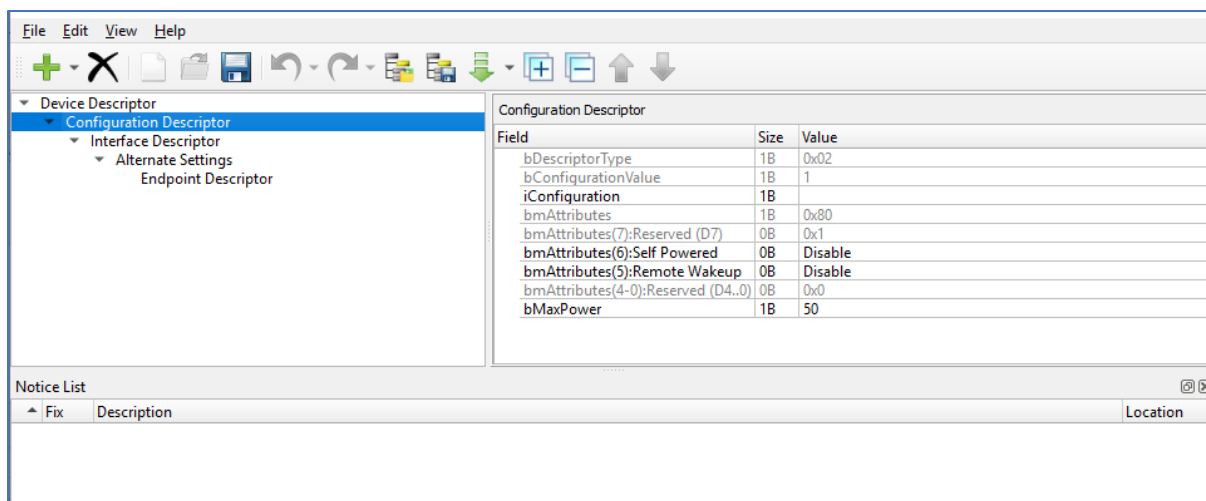 File Edit View Help
Device Descriptor
Configuration Descriptor
Interface Descriptor
Alternate Settings
Endpoint Descriptor
Configuration Descriptor
Field Size Value
bDescriptorType 1B 0x02
bConfigurationValue 1B 1
iConfiguration 1B
bmAttributes 1B 0x80
bmAttributes(7):Reserved (D7) 0B 0x1
bmAttributes(6):Self Powered 0B Disable
bmAttributes(5):Remote Wakeup 0B Disable
bmAttributes(4-0):Reserved (D4..0) 0B 0x0
bMaxPower 1B 50
Notice List
Fix Description Location